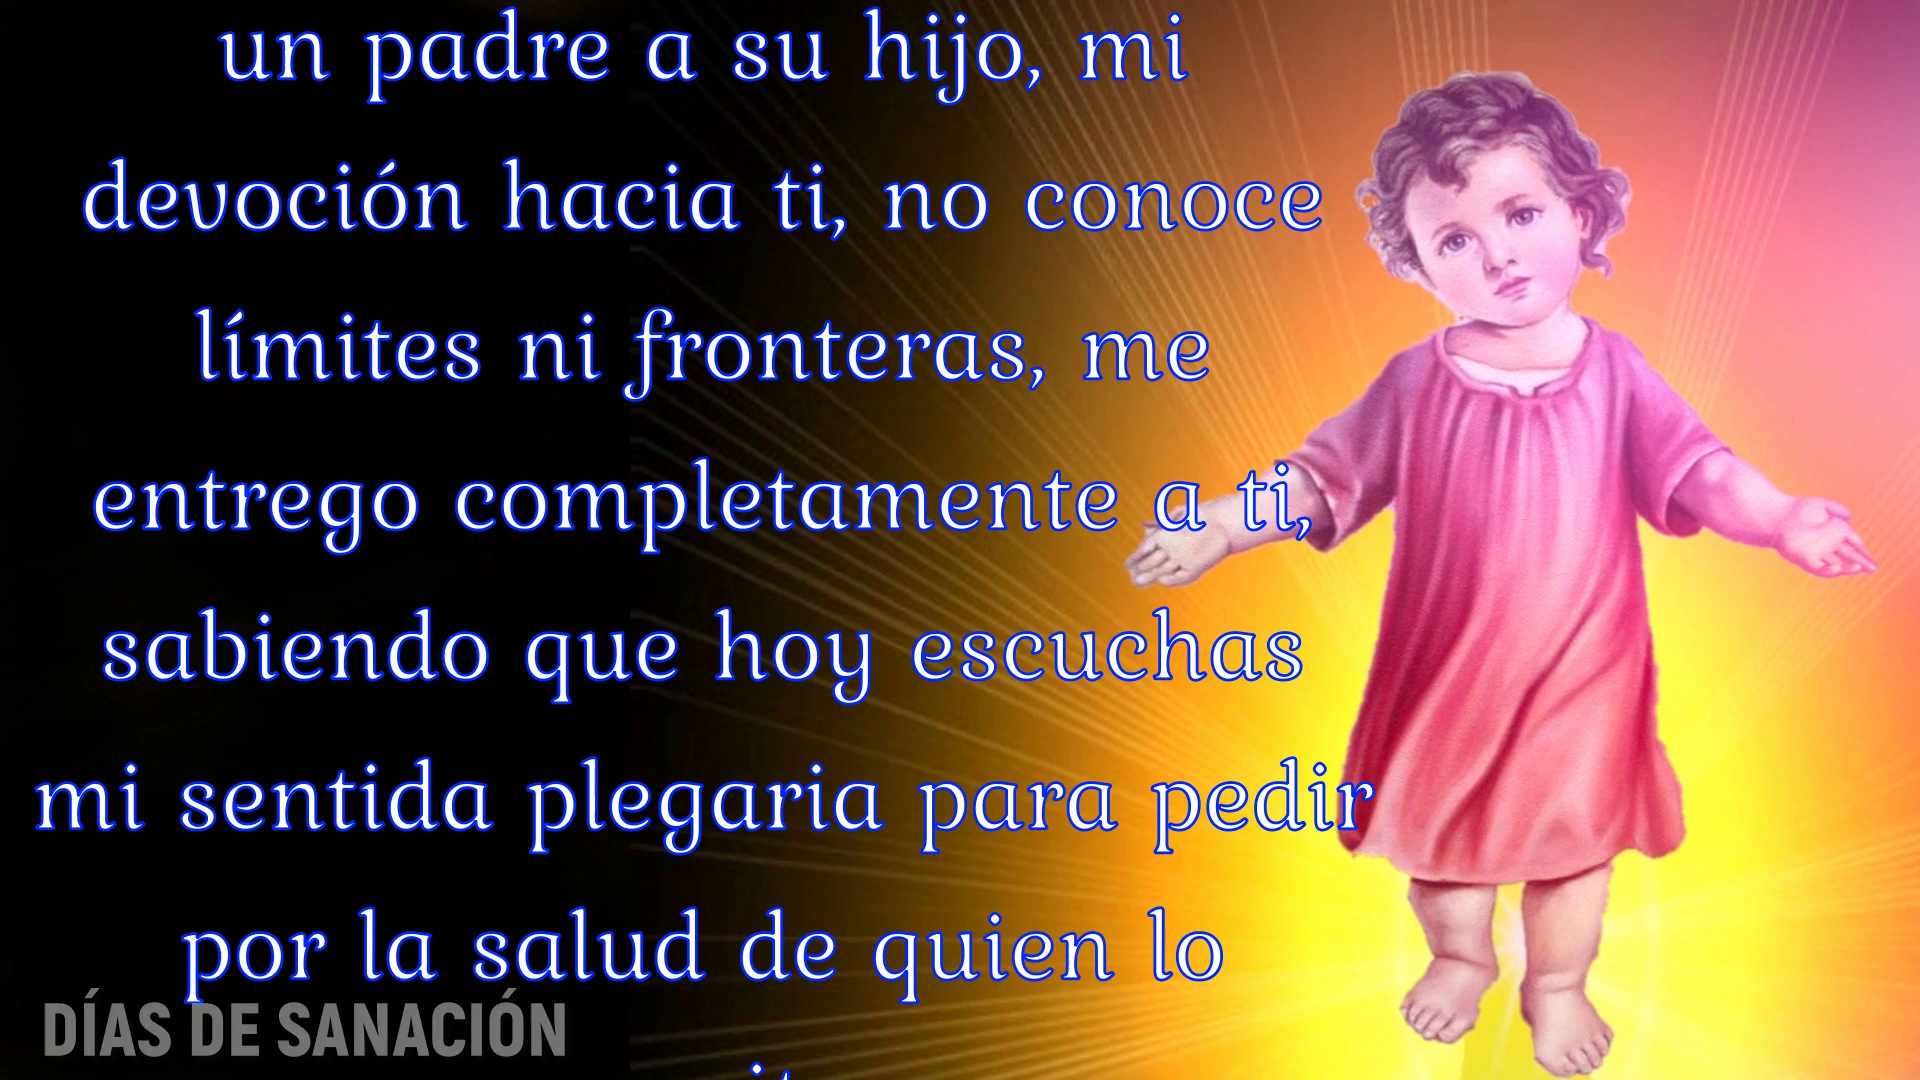 un padre a su hijo, mi
devoción hacia ti, no conoce
límites ni fronteras, me
entrego completamente a ti,
sabiendo que hoy escuchas
mi sentida plegaria para pedir
por la salud de quien lo
DÍAS DE SANACIÓN